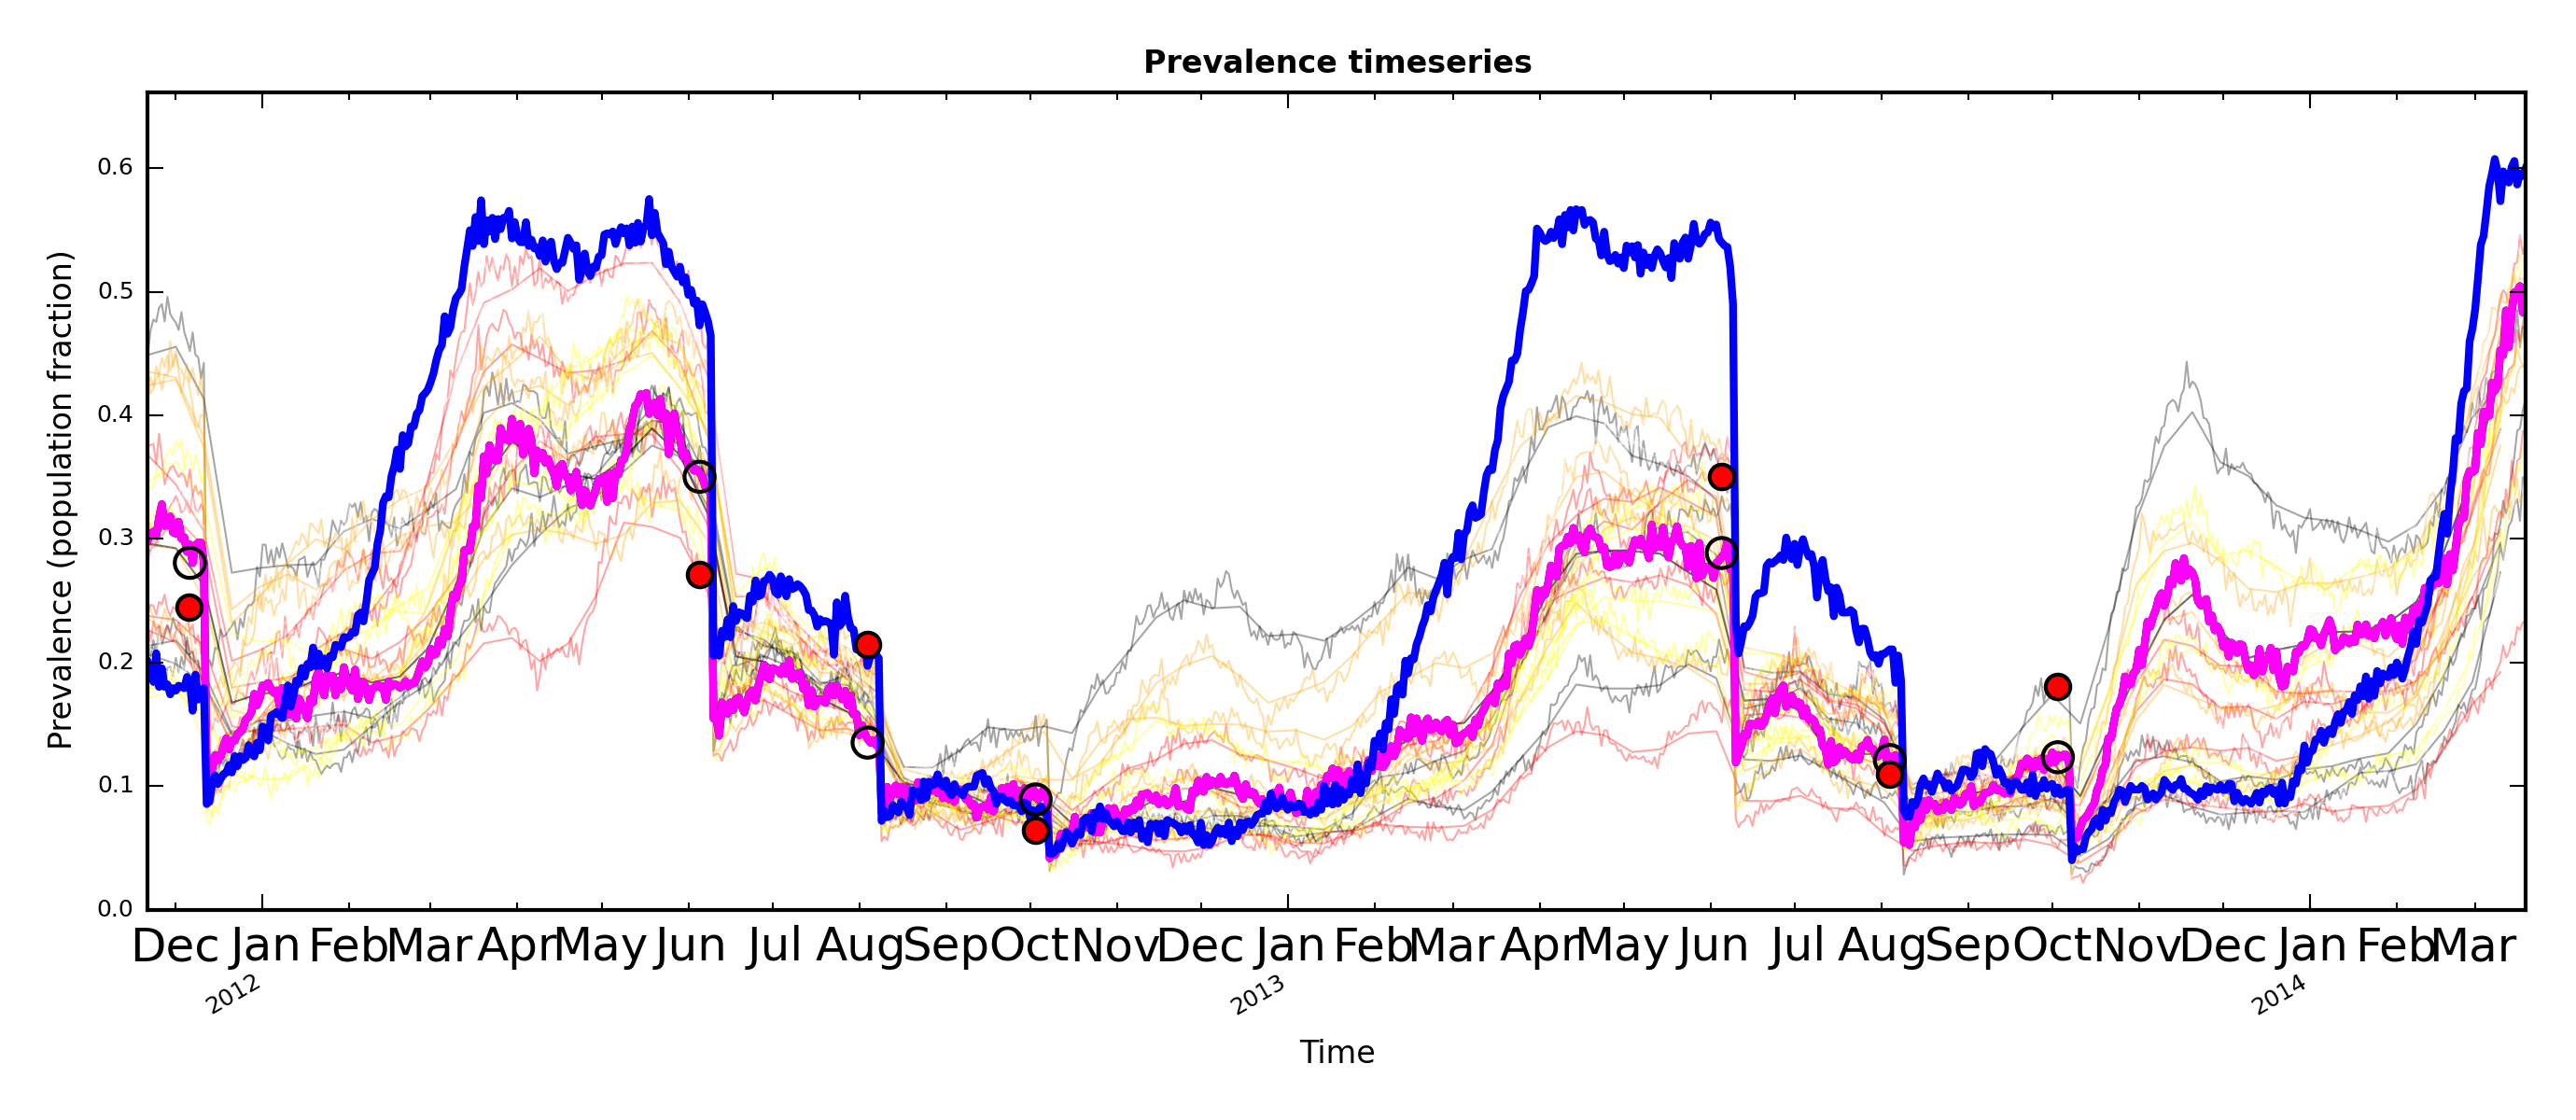 Prevalence timeseries
Prevalence (population fraction)
0.6
0.5
0.4
0.3
0.2
0.1
0.0
Dec Jan Feb Mar Apr May Jun Jul Aug Sep Oct Nov Dec Jan Feb Mar Apr May Jun Jul Aug Sep Oct Nov Dec Jan Feb Mar
2012 2013 2014
Time